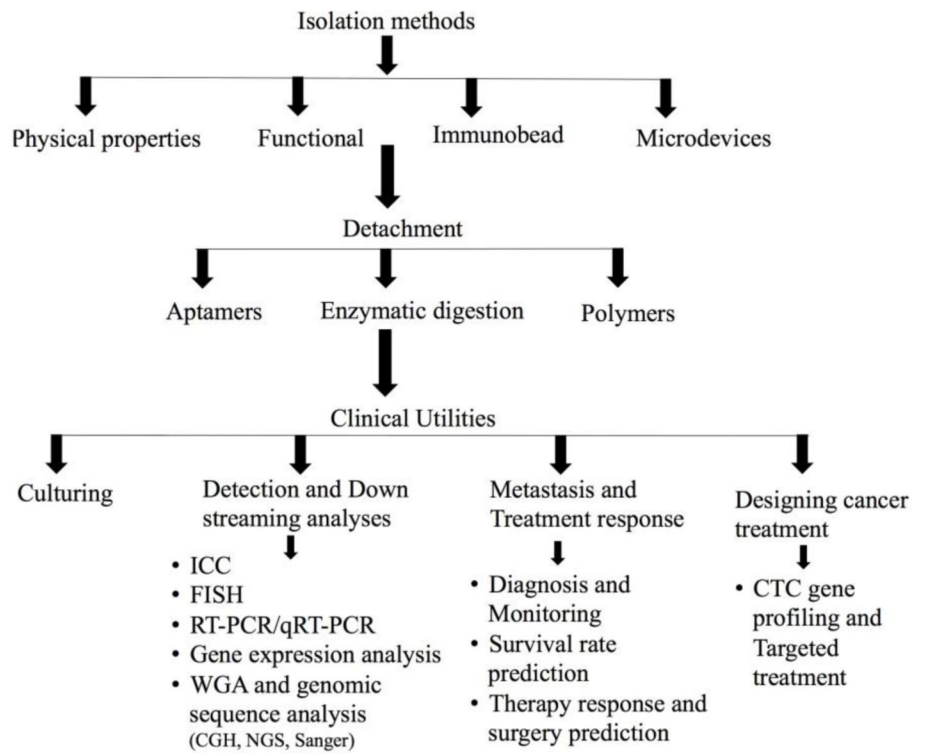 Isolation methods
Physical properties
Functional
Immunobead
Microdevices
Detachment
Aptamers
Enzymatic digestion
Polymers
Clinical Utilities
Culturing
Detection and Down
streaming analyses
• ICC
• FISH
• RT-PCR/qRT-PCR
• Gene expression analysis
• WGA and genomic
sequence analysis
(CGH, NGS, Sanger)
Metastasis and
Treatment response
• Diagnosis and
Monitoring
• Survival rate
prediction
• Therapy response and
surgery prediction
Designing cancer
treatment
• CTC gene
profiling and
Targeted
treatment